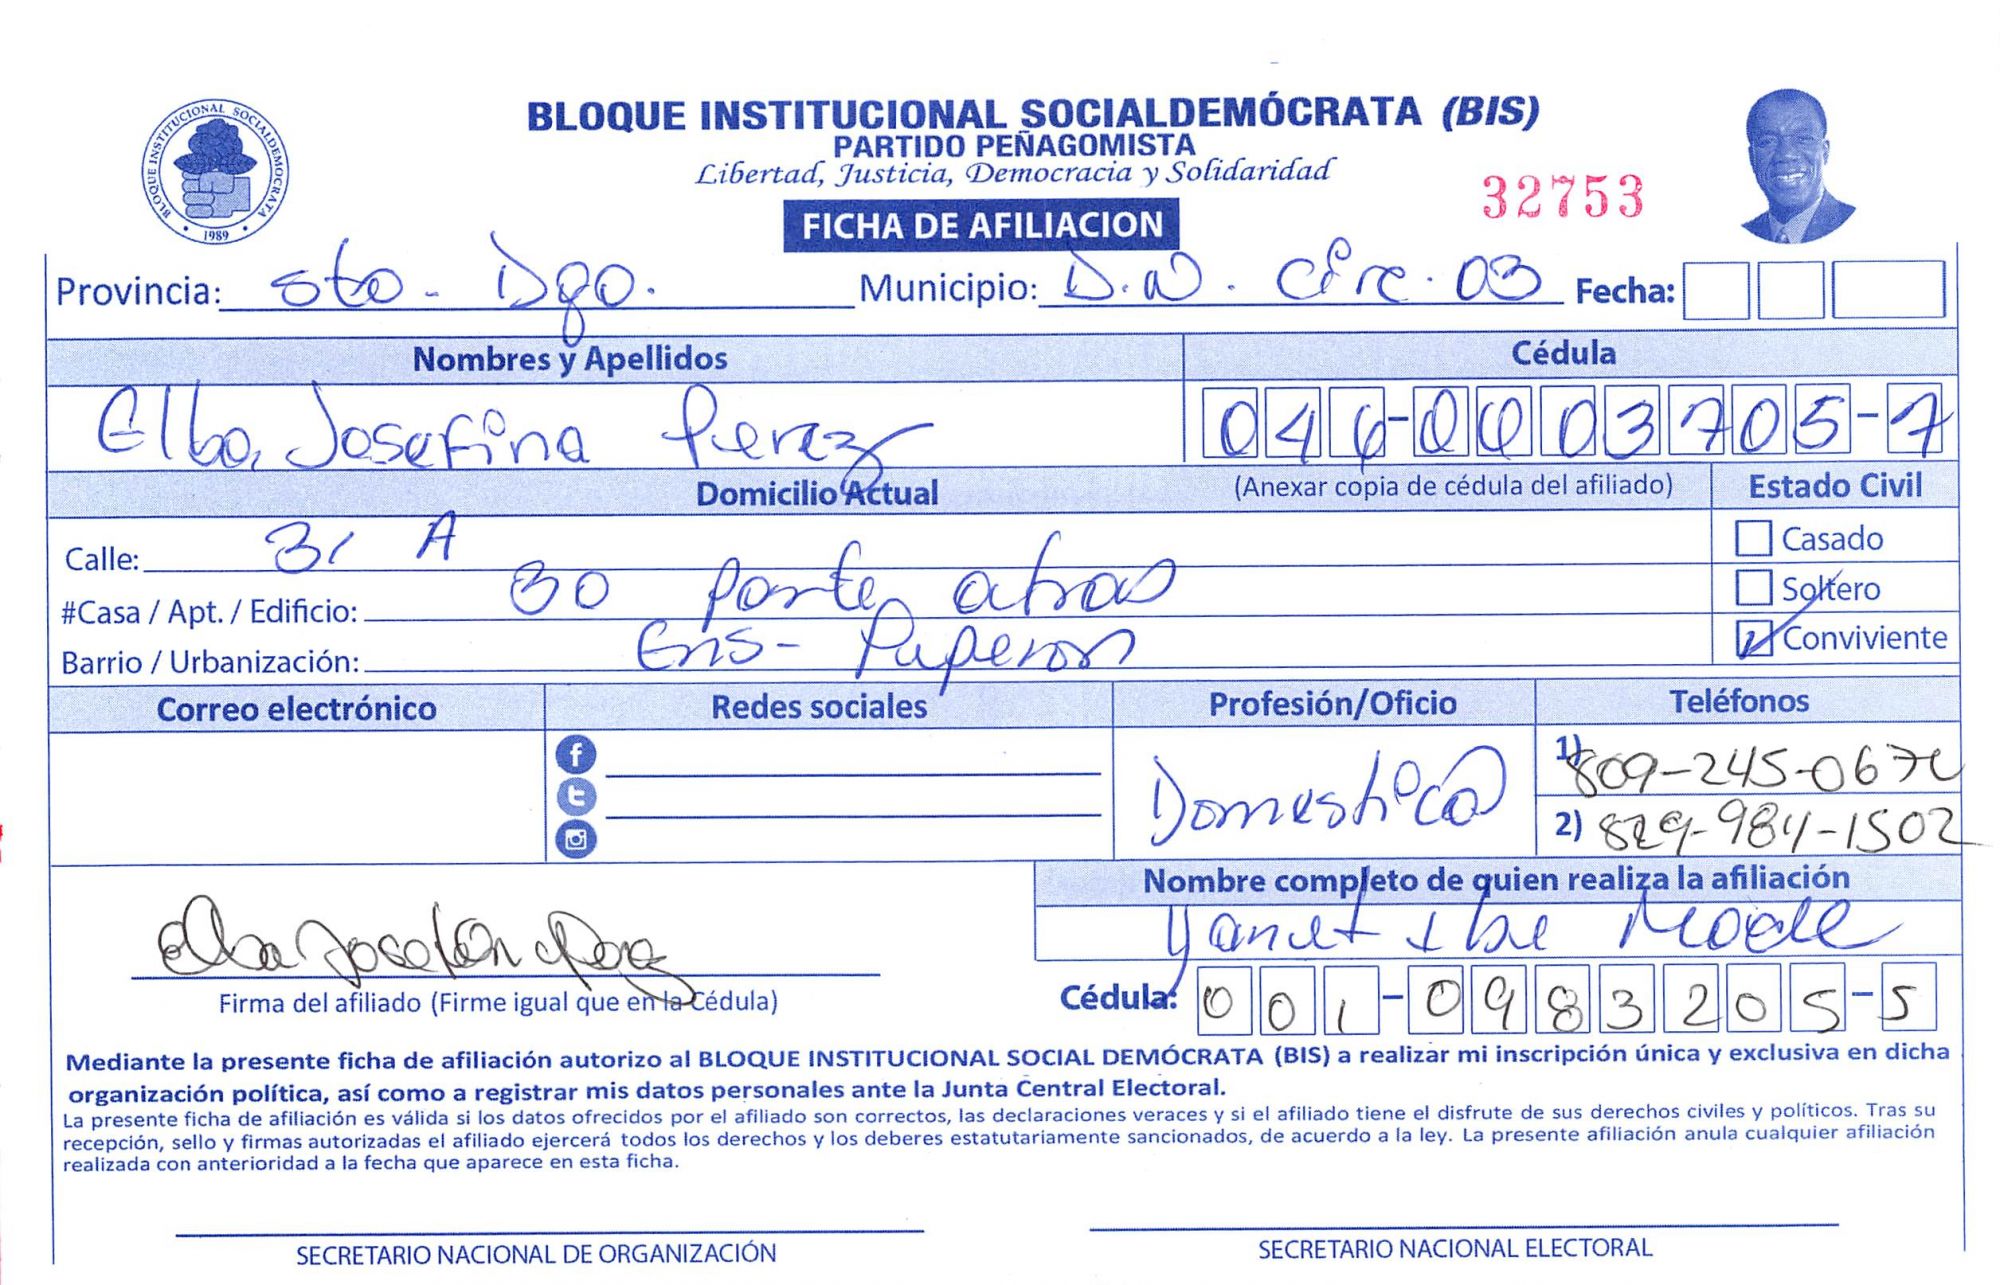 BLOQUE INSTITUCIONAL SOCIALDEMOCRATA
1989
BLOQUE INSTITUCIONAL SOCIALDEMÓCRATA (BIS)
PARTIDO PEÑAGOMISTA
Libertad, Justicia, Democracia y Solidaridad
32753
FICHA DE AFILIACION
Provincia: Sto - Dgo. Municipio: D.N. Circ. 03 Fecha:
Nombres y Apellidos Cédula
Elba Josefina Perez 046-0003705-7
Domicilio Actual (Anexar copia de cédula del afiliado) Estado Civil
Calle: 31 A Casado
#Casa / Apt. / Edificio: 30 parte atras Soltero
Barrio / Urbanización: Ens- Conviviente
Correo electrónico Redes sociales Profesión/Oficio Teléfonos
Domestica
1) 809-245-067
2) 829-984-1502
Nombre completo de quien realiza la afiliación
Yanet
Elba Josefin Perez
Firma del afiliado (Firme igual que en la Cédula) Cédula: 001-0983205-5
Mediante la presente ficha de afiliación autorizo al BLOQUE INSTITUCIONAL SOCIAL DEMÓCRATA (BIS) a realizar mi inscripción única y exclusiva en dicha
organización política, así como a registrar mis datos personales ante la Junta Central Electoral.
La presente ficha de afiliación es válida si los datos ofrecidos por el afiliado son correctos, las declaraciones veraces y si el afiliado tiene el disfrute de sus derechos civiles y políticos. Tras su
recepción, sello y firmas autorizadas el afiliado ejercerá todos los derechos y los deberes estatutariamente sancionados, de acuerdo a la ley. La presente afiliación anula cualquier afiliación
realizada con anterioridad a la fecha que aparece en esta ficha.
SECRETARIO NACIONAL DE ORGANIZACIÓN SECRETARIO NACIONAL ELECTORAL